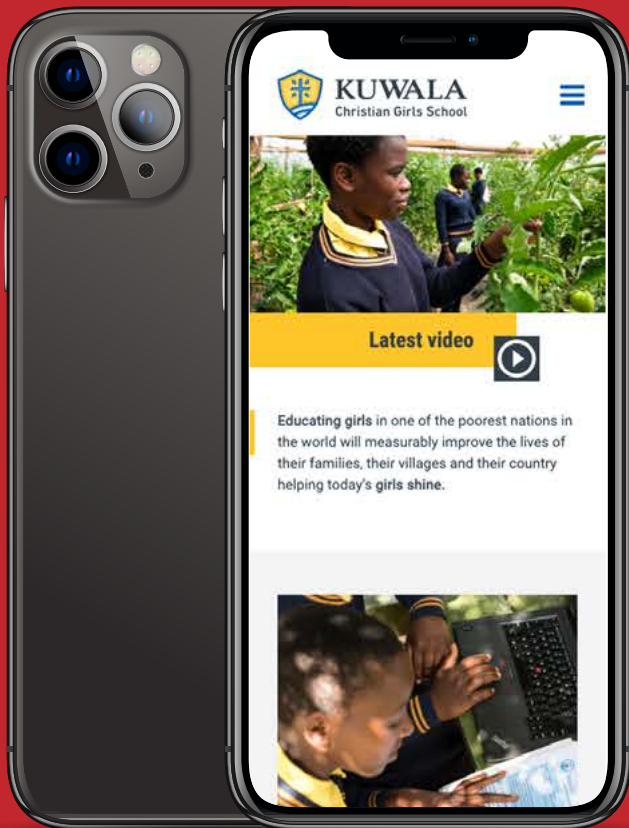 KUWALA
Christian Girls School
Latest video
Educating girls in one of the poorest nations in
the world will measurably improve the lives of
their families, their villages and their country
helping today's girls shine.